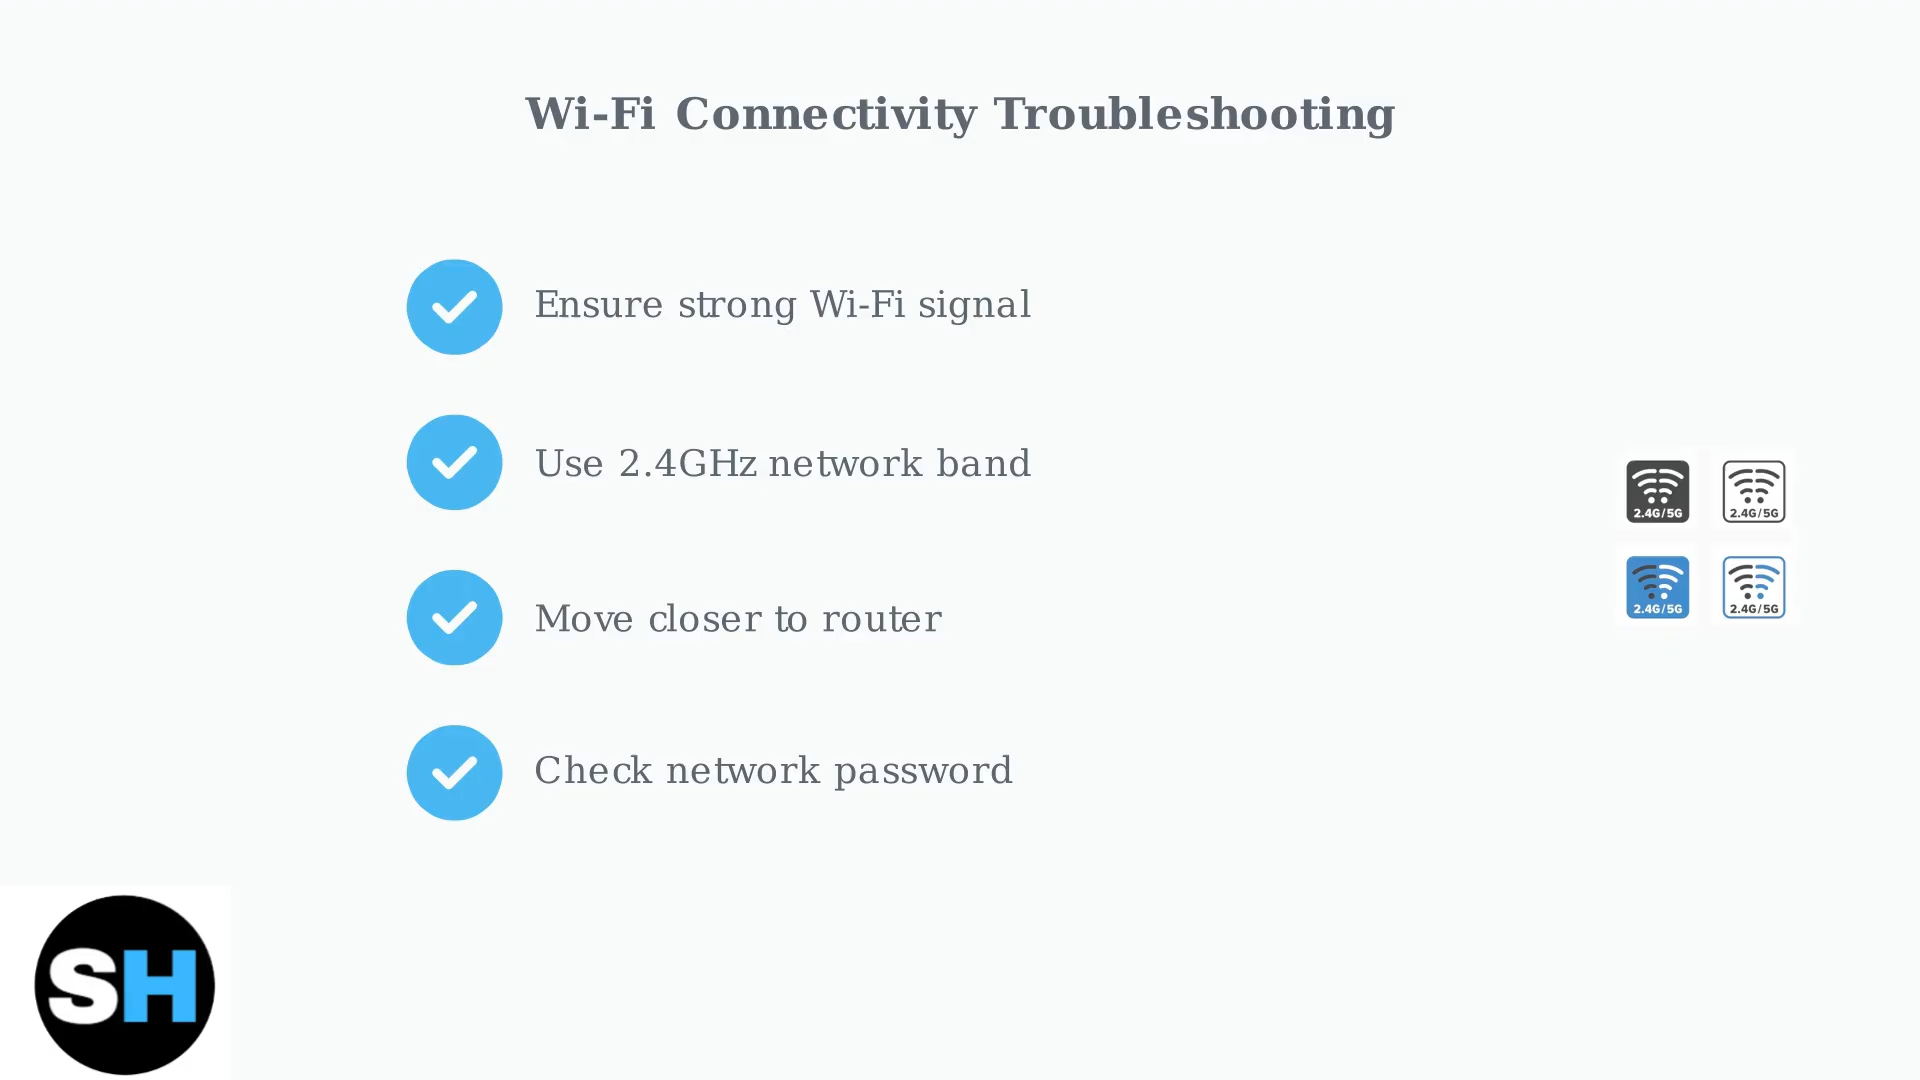 Wi-Fi Connectivity Troubleshooting
Ensure strong Wi-Fi signal
Use 2.4GHz network band
Move closer to router
Check network password
2.4G/5G
2.4G/5G
2.4G/5G
2.4G/5G
SH